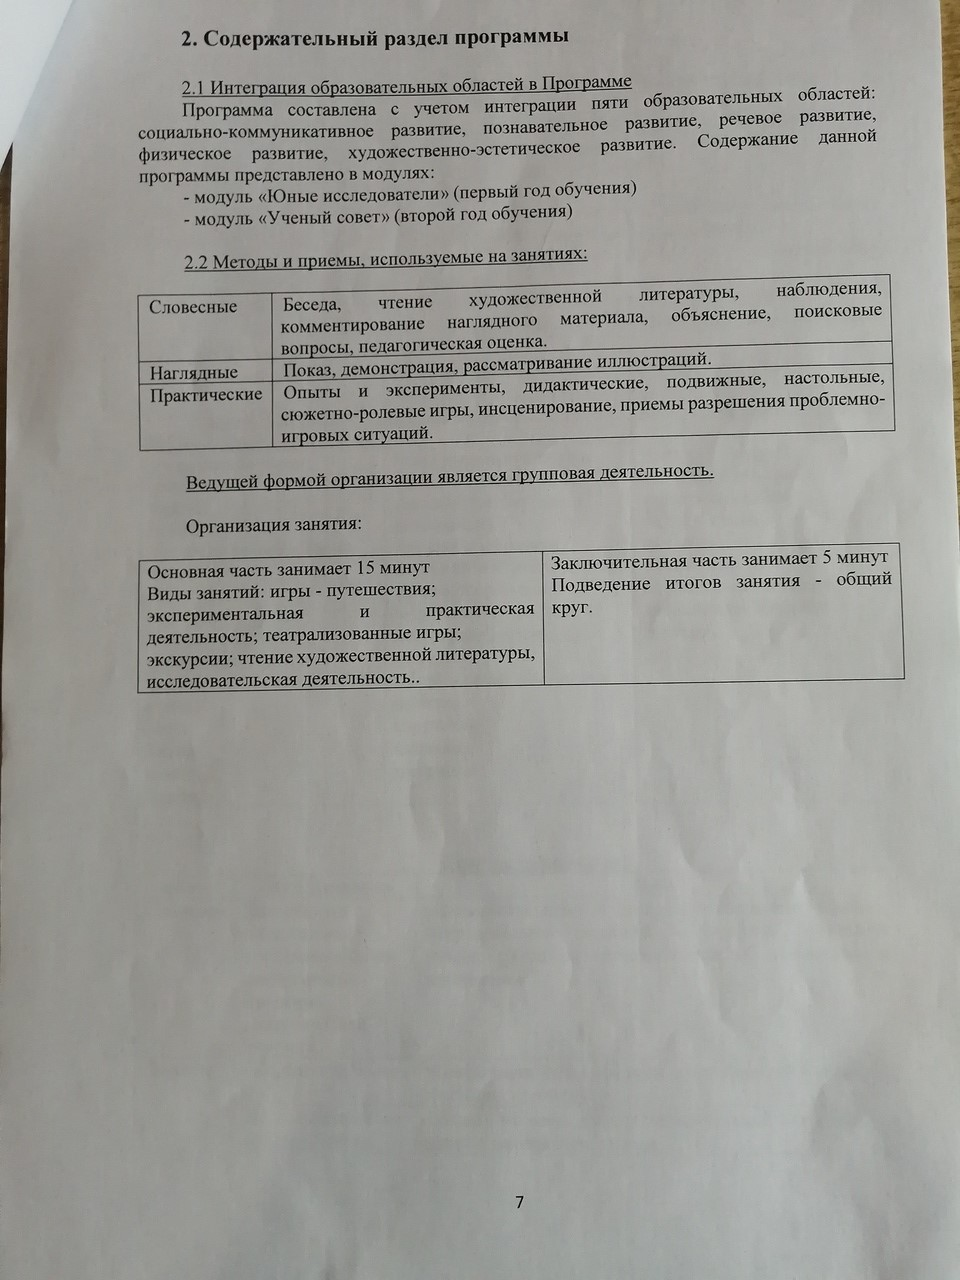 2. Содержательный раздел программы
2.1 Интеграция образовательных областей в Программе
Программа составлена с учетом интеграции пяти образовательных областей:
социально-коммуникативное развитие, познавательное развитие, речевое развитие,
физическое развитие, художественно-эстетическое развитие. Содержание данной
программы представлено в модулях:
- модуль «Юные исследователи» (первый год обучения)
- модуль «Ученый совет» (второй год обучения)
2.2 Методы и приемы, используемые на занятиях:
Словесные
Беседа, чтение художественной литературы, наблюдения,
комментирование наглядного материала, объяснение, поисковые
вопросы, педагогическая оценка.
Наглядные
Показ, демонстрация, рассматривание иллюстраций.
Практические
Опыты и эксперименты, дидактические, подвижные, настольные,
сюжетно-ролевые игры, инсценирование, приемы разрешения проблемно-
игровых ситуаций.
Ведущей формой организации является групповая деятельность.
Организация занятия:
Основная часть занимает 15 минут
Виды занятий: игры - путешествия;
экспериментальная и практическая
деятельность; театрализованные игры;
экскурсии; чтение художественной литературы,
исследовательская деятельность..
Заключительная часть занимает 5 минут
Подведение итогов занятия - общий
круг.
7